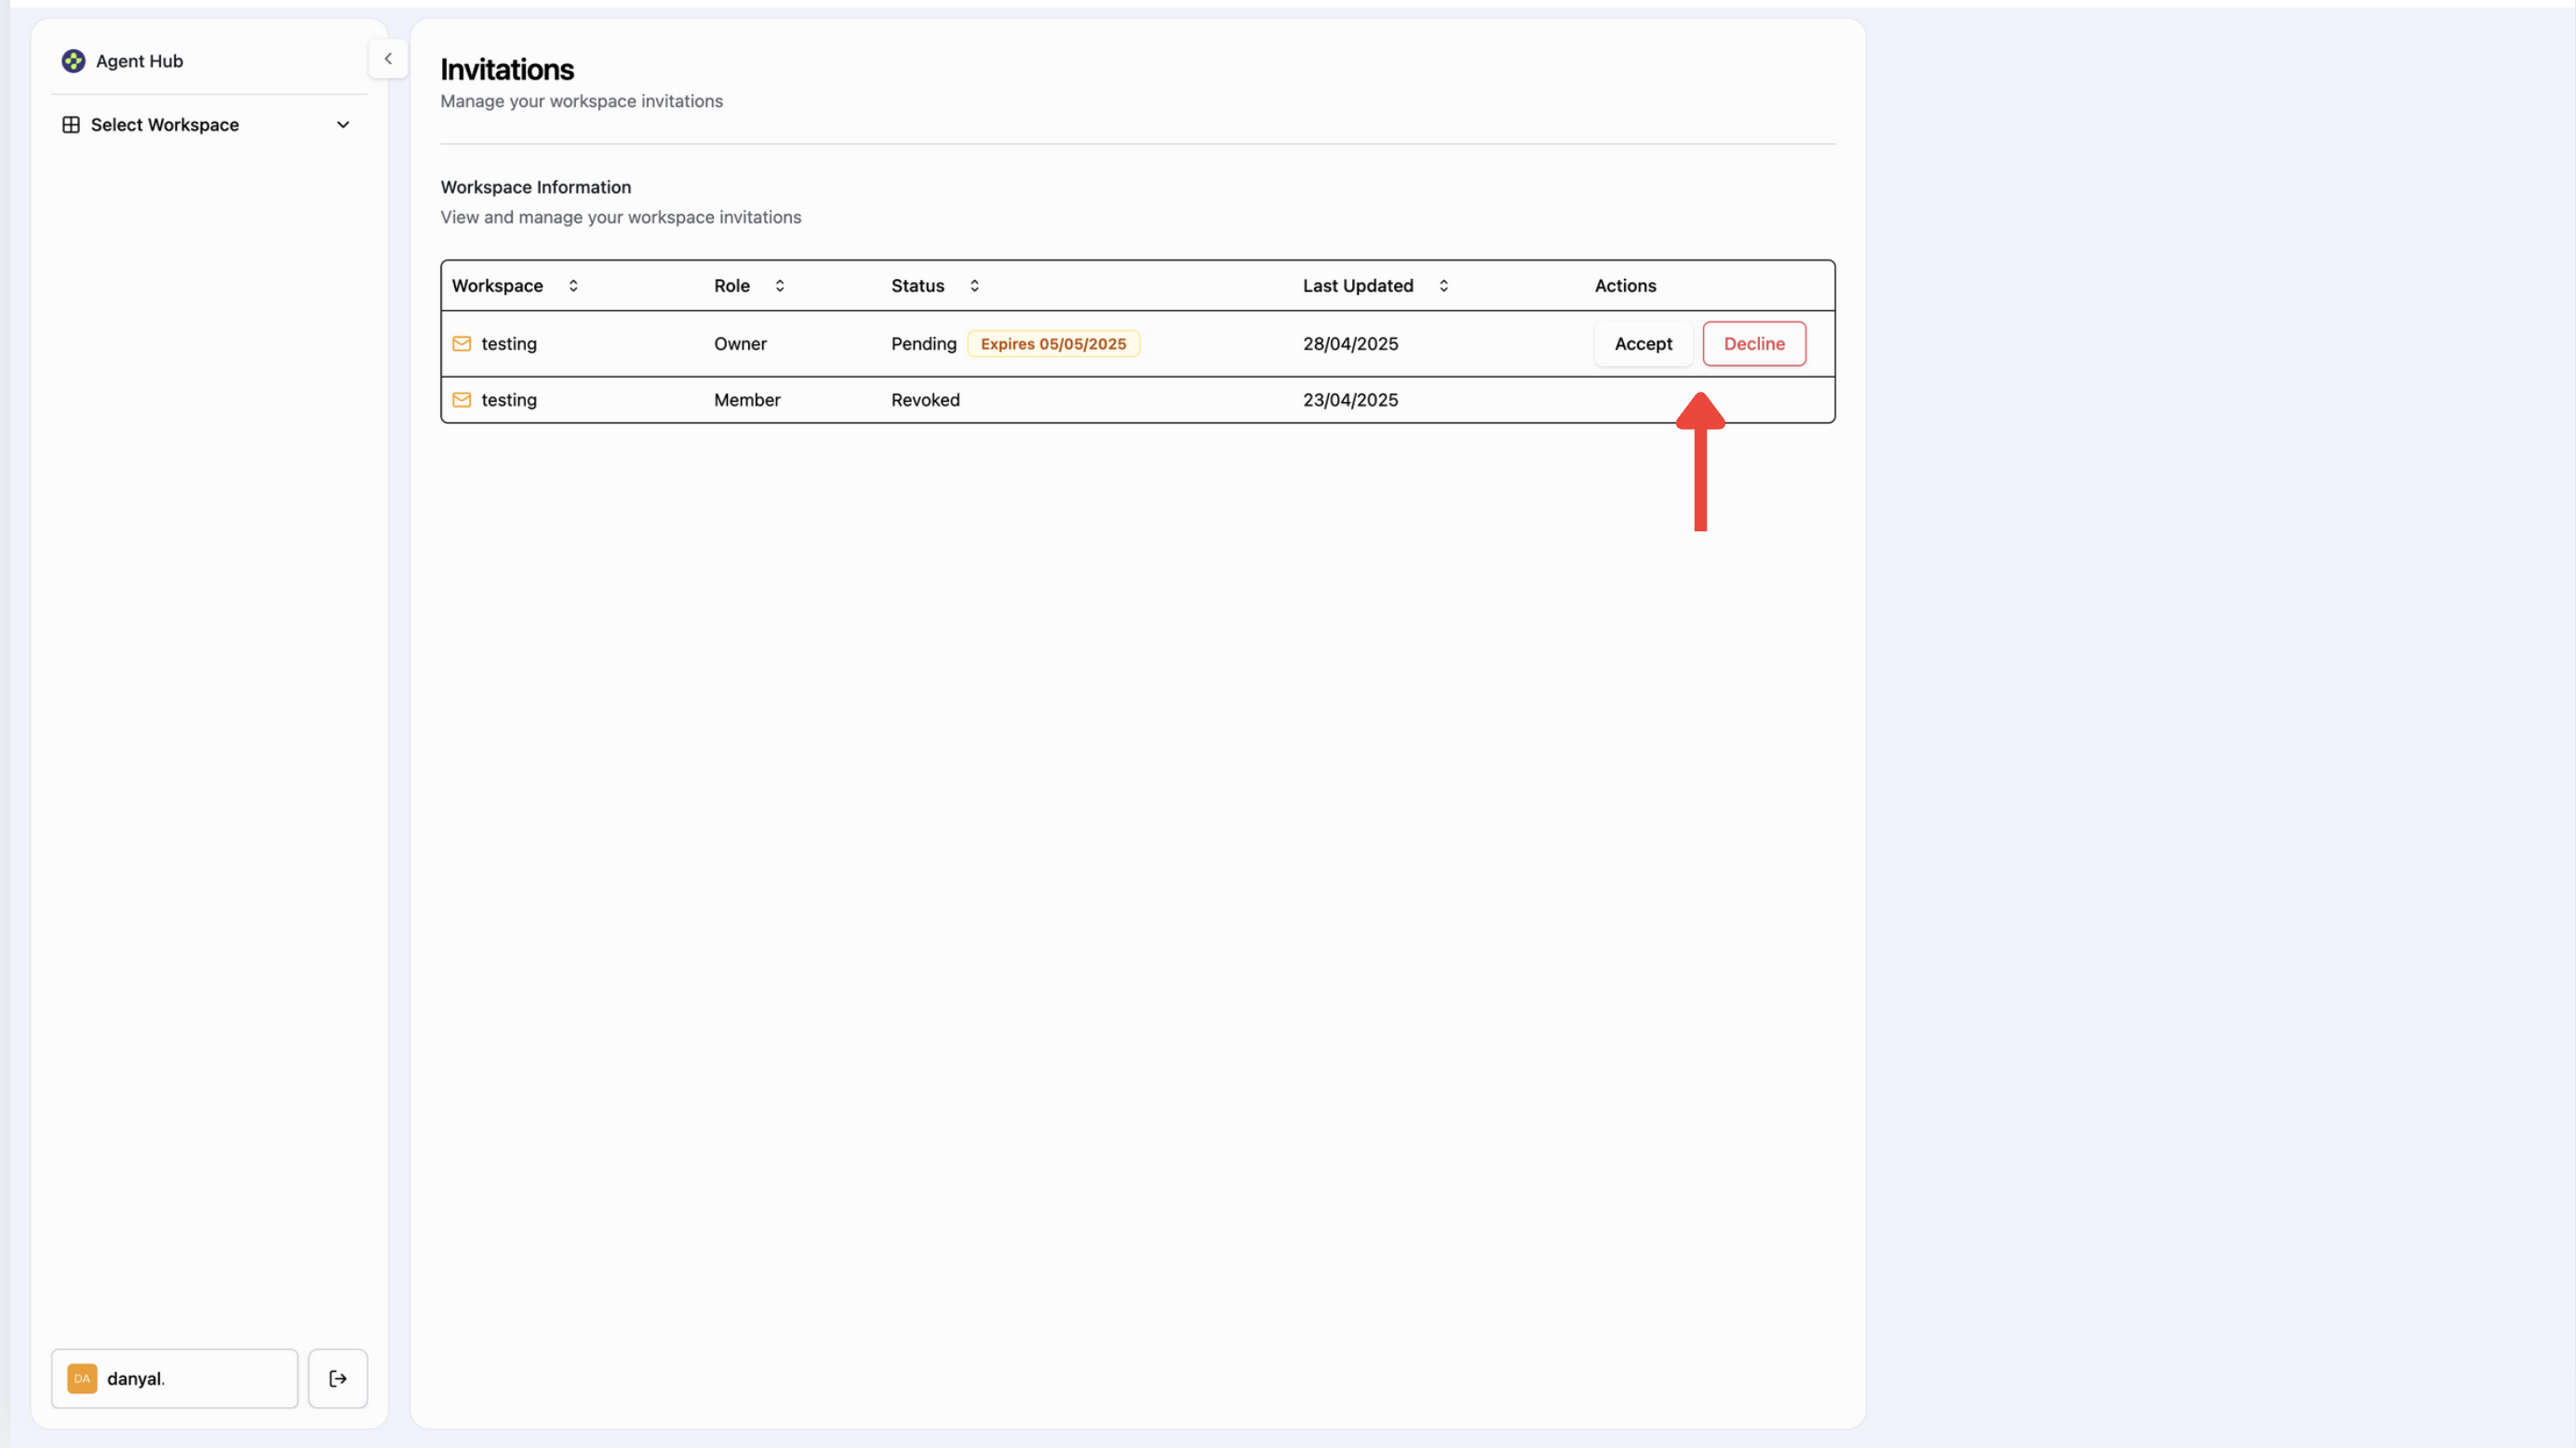 Agent Hub
Select Workspace
Invitations
Manage your workspace invitations
Workspace Information
View and manage your workspace invitations
Workspace Role Status Last Updated Actions
testing Owner Pending Expires 05/05/2025 28/04/2025 Accept Decline
testing Member Revoked 23/04/2025
DA danyal.